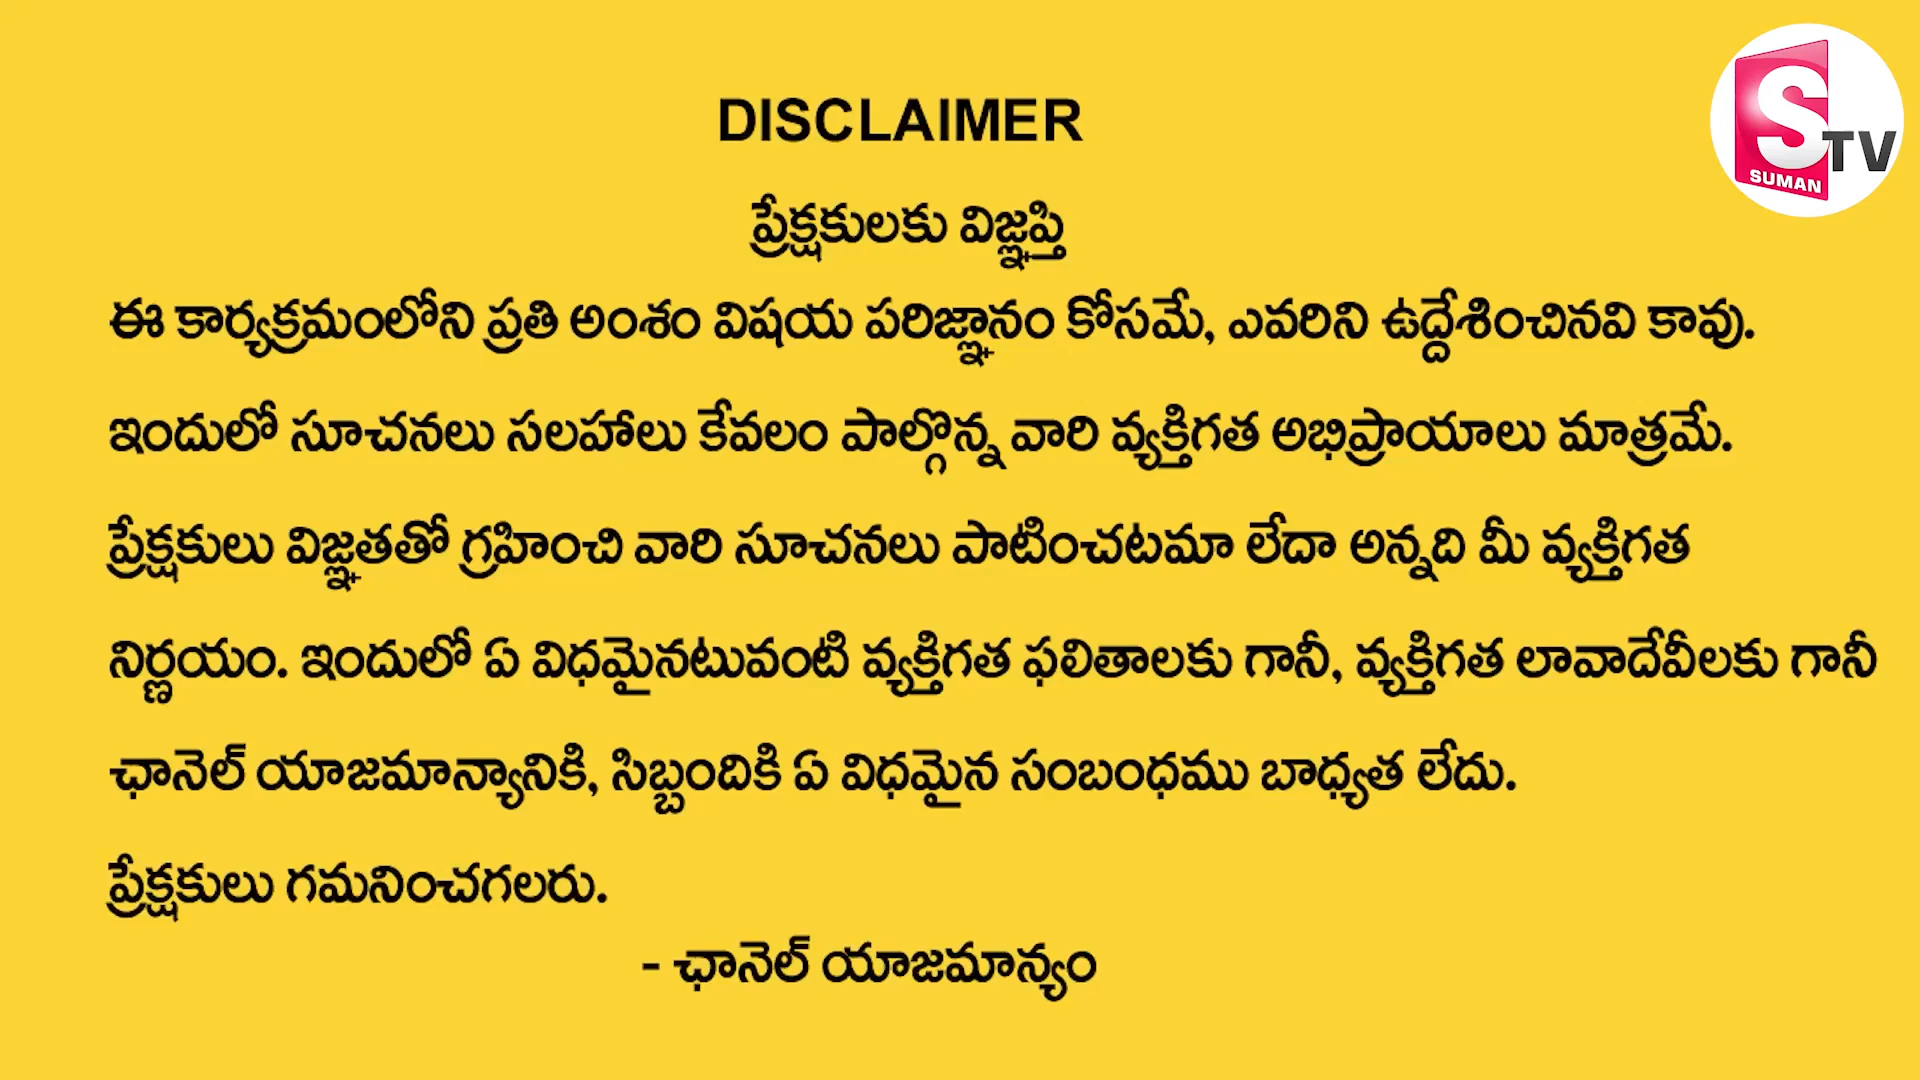 DISCLAIMER
S TV
SUMAN
ప్రేక్షకులకు విజ్ఞప్తి
ఈ కార్యక్రమంలోని ప్రతి అంశం విషయ పరిజ్ఞానం కోసమే, ఎవరిని ఉద్దేశించినవి కావు.
ఇందులో సూచనలు సలహాలు కేవలం పాల్గొన్న వారి వ్యక్తిగత అభిప్రాయాలు మాత్రమే.
ప్రేక్షకులు విజ్ఞతతో గ్రహించి వారి సూచనలు పాటించటమా లేదా అన్నది మీ వ్యక్తిగత
నిర్ణయం. ఇందులో ఏ విధమైనటువంటి వ్యక్తిగత ఫలితాలకు గానీ, వ్యక్తిగత లావాదేవీలకు గానీ
ఛానెల్ యాజమాన్యానికి, సిబ్బందికి ఏ విధమైన సంబంధము బాధ్యత లేదు.
ప్రేక్షకులు గమనించగలరు.
- ఛానెల్ యాజమాన్యం